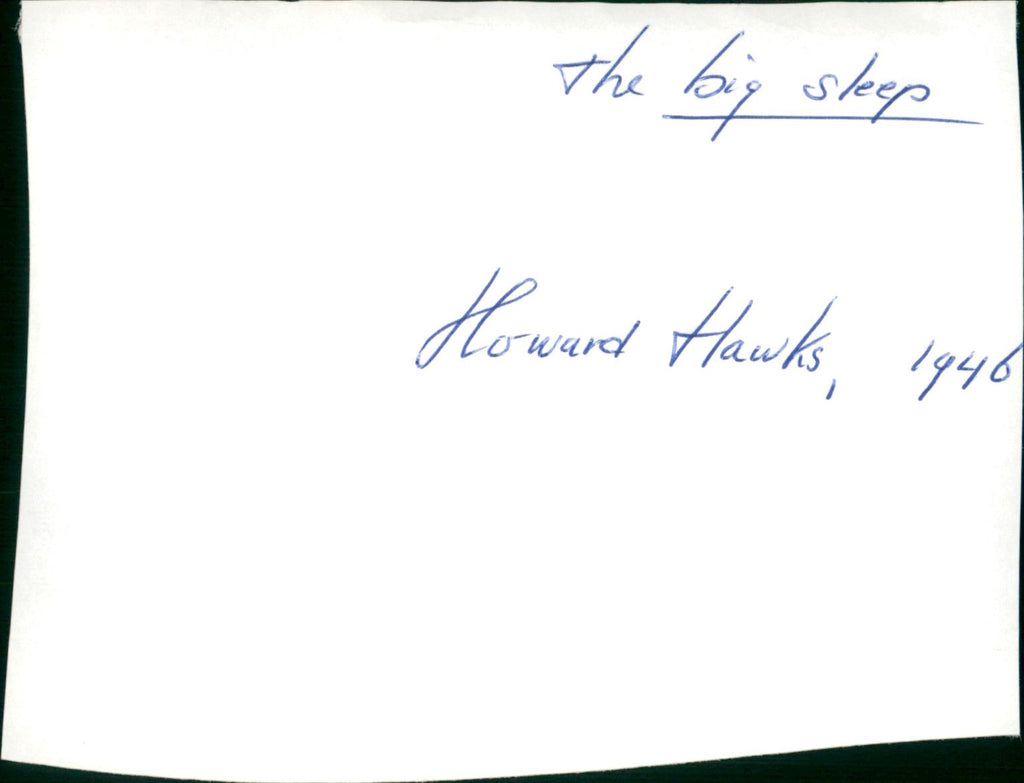 the big sleep
Howard Hawks, 1946